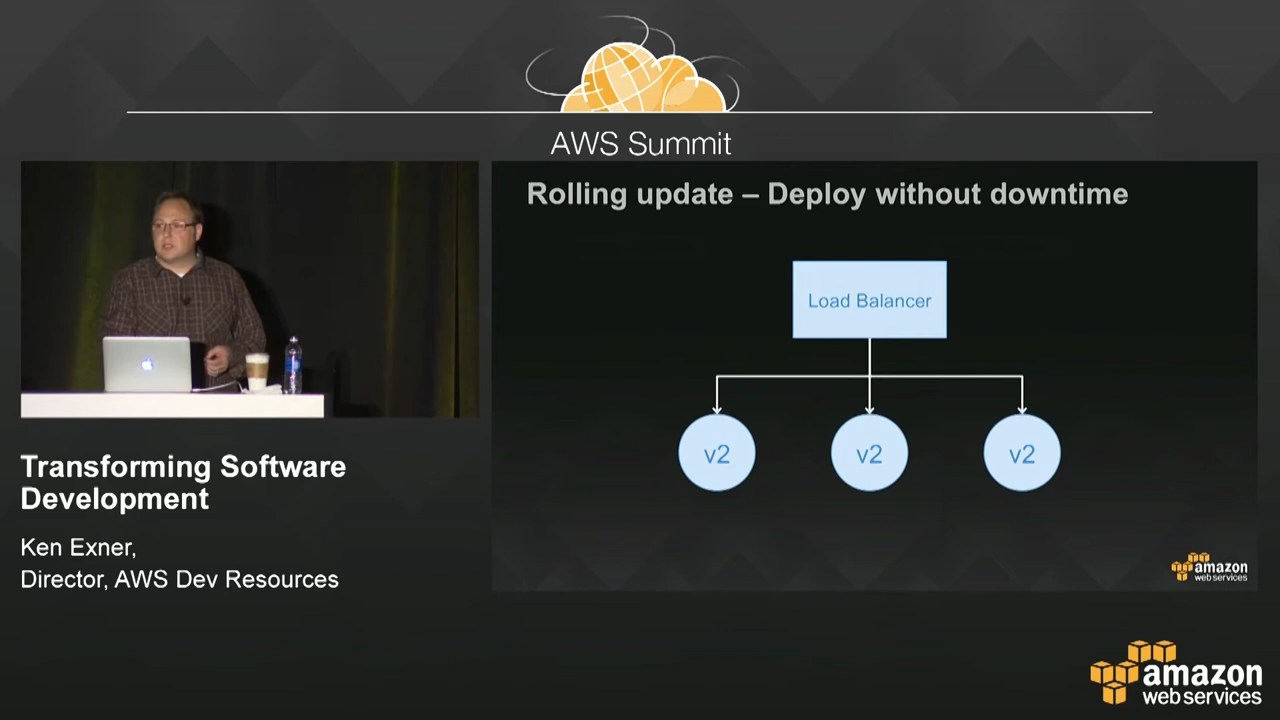 AWS Summit
Rolling update – Deploy without downtime
Load Balancer
v2
v2
v2
amazon
web services
Transforming Software
Development
Ken Exner,
Director, AWS Dev Resources
amazon
web services